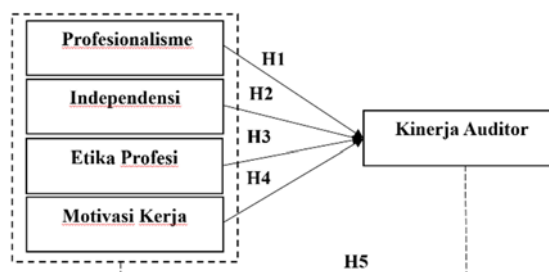 Profesionalisme
H1
Independensi
H2
Kinerja Auditor
H3
Etika Profesi
H4
Motivasi Kerja
H5